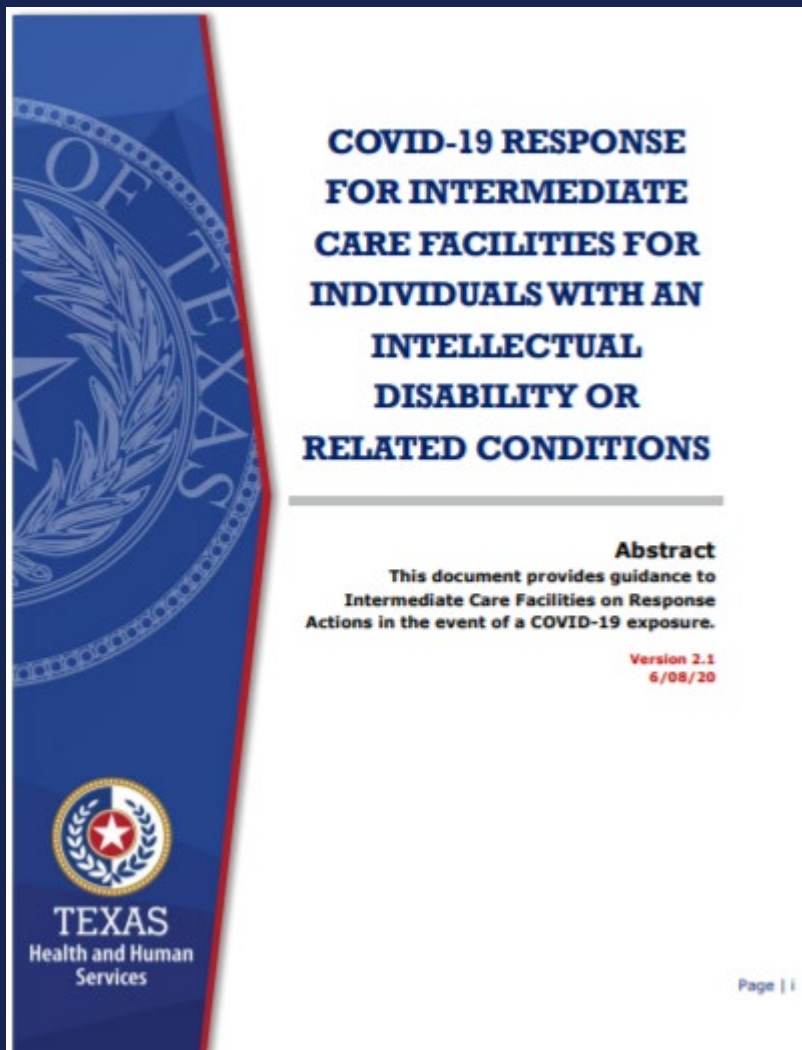 COVID-19 RESPONSE
FOR INTERMEDIATE
CARE FACILITIES FOR
INDIVIDUALS WITH AN
INTELLECTUAL
DISABILITY OR
RELATED CONDITIONS
Abstract
This document provides guidance to
Intermediate Care Facilities on Response
Actions in the event of a COVID-19 exposure.
Version 2.1
6/08/20
OF TEXAS
TEXAS
Health and Human
Services
Page | i